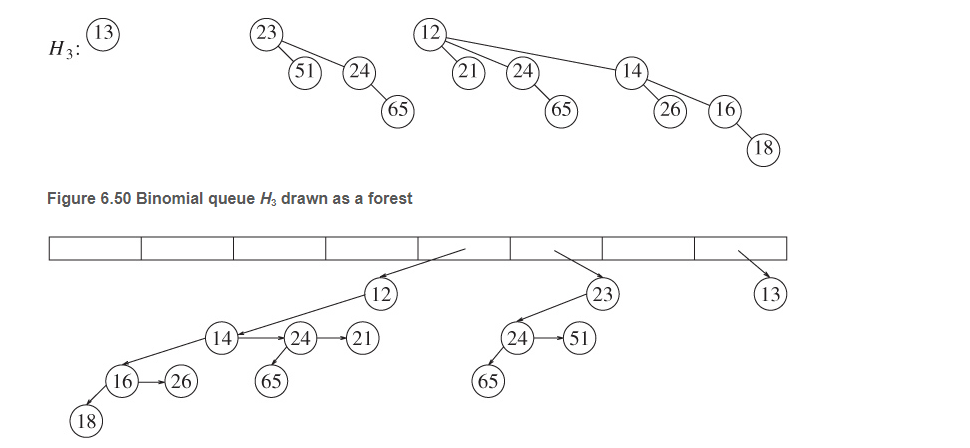 H3: 13 23 12
51 24 21 24 14
65 65 26 16
18
Figure 6.50 Binomial queue H3 drawn as a forest
12 23 13
14 24 21 24 51
16 26 65 65
18